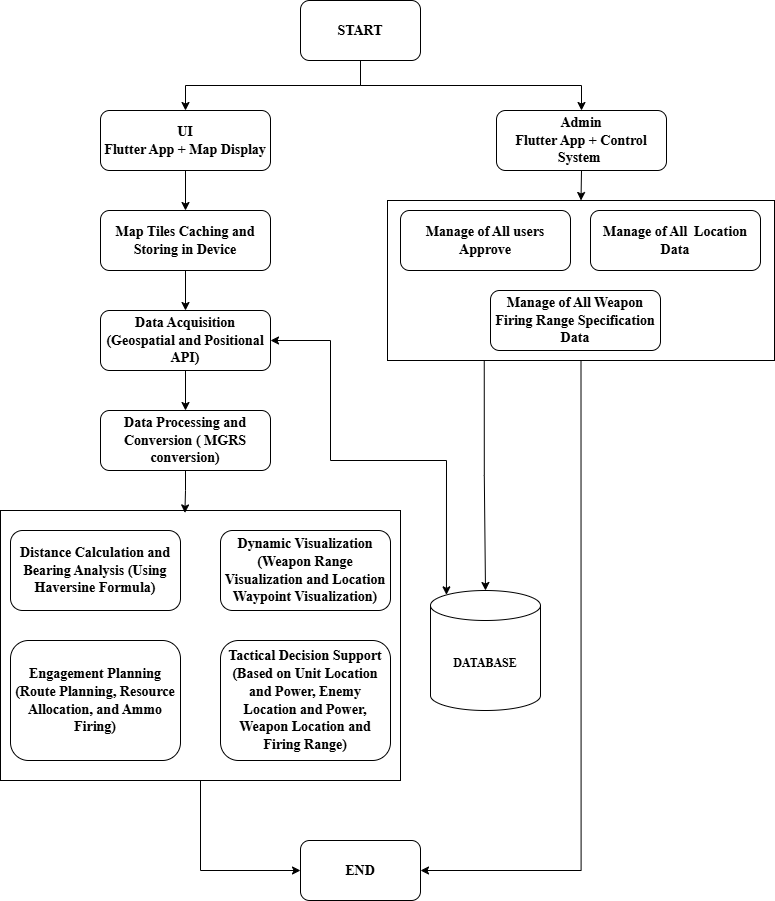 START
UI
Flutter App + Map Display
Admin
Flutter App + Control
System
Map Tiles Caching and
Storing in Device
Manage of All users
Approve
Manage of All Location
Data
Manage of All Weapon
Firing Range Specification
Data
Data Acquisition
(Geospatial and Positional
API)
Data Processing and
Conversion ( MGRS
conversion)
Distance Calculation and
Bearing Analysis (Using
Haversine Formula)
Dynamic Visualization
(Weapon Range
Visualization and Location
Waypoint Visualization)
Engagement Planning
(Route Planning, Resource
Allocation, and Ammo
Firing)
Tactical Decision Support
(Based on Unit Location
and Power, Enemy
Location and Power,
Weapon Location and
Firing Range)
DATABASE
END